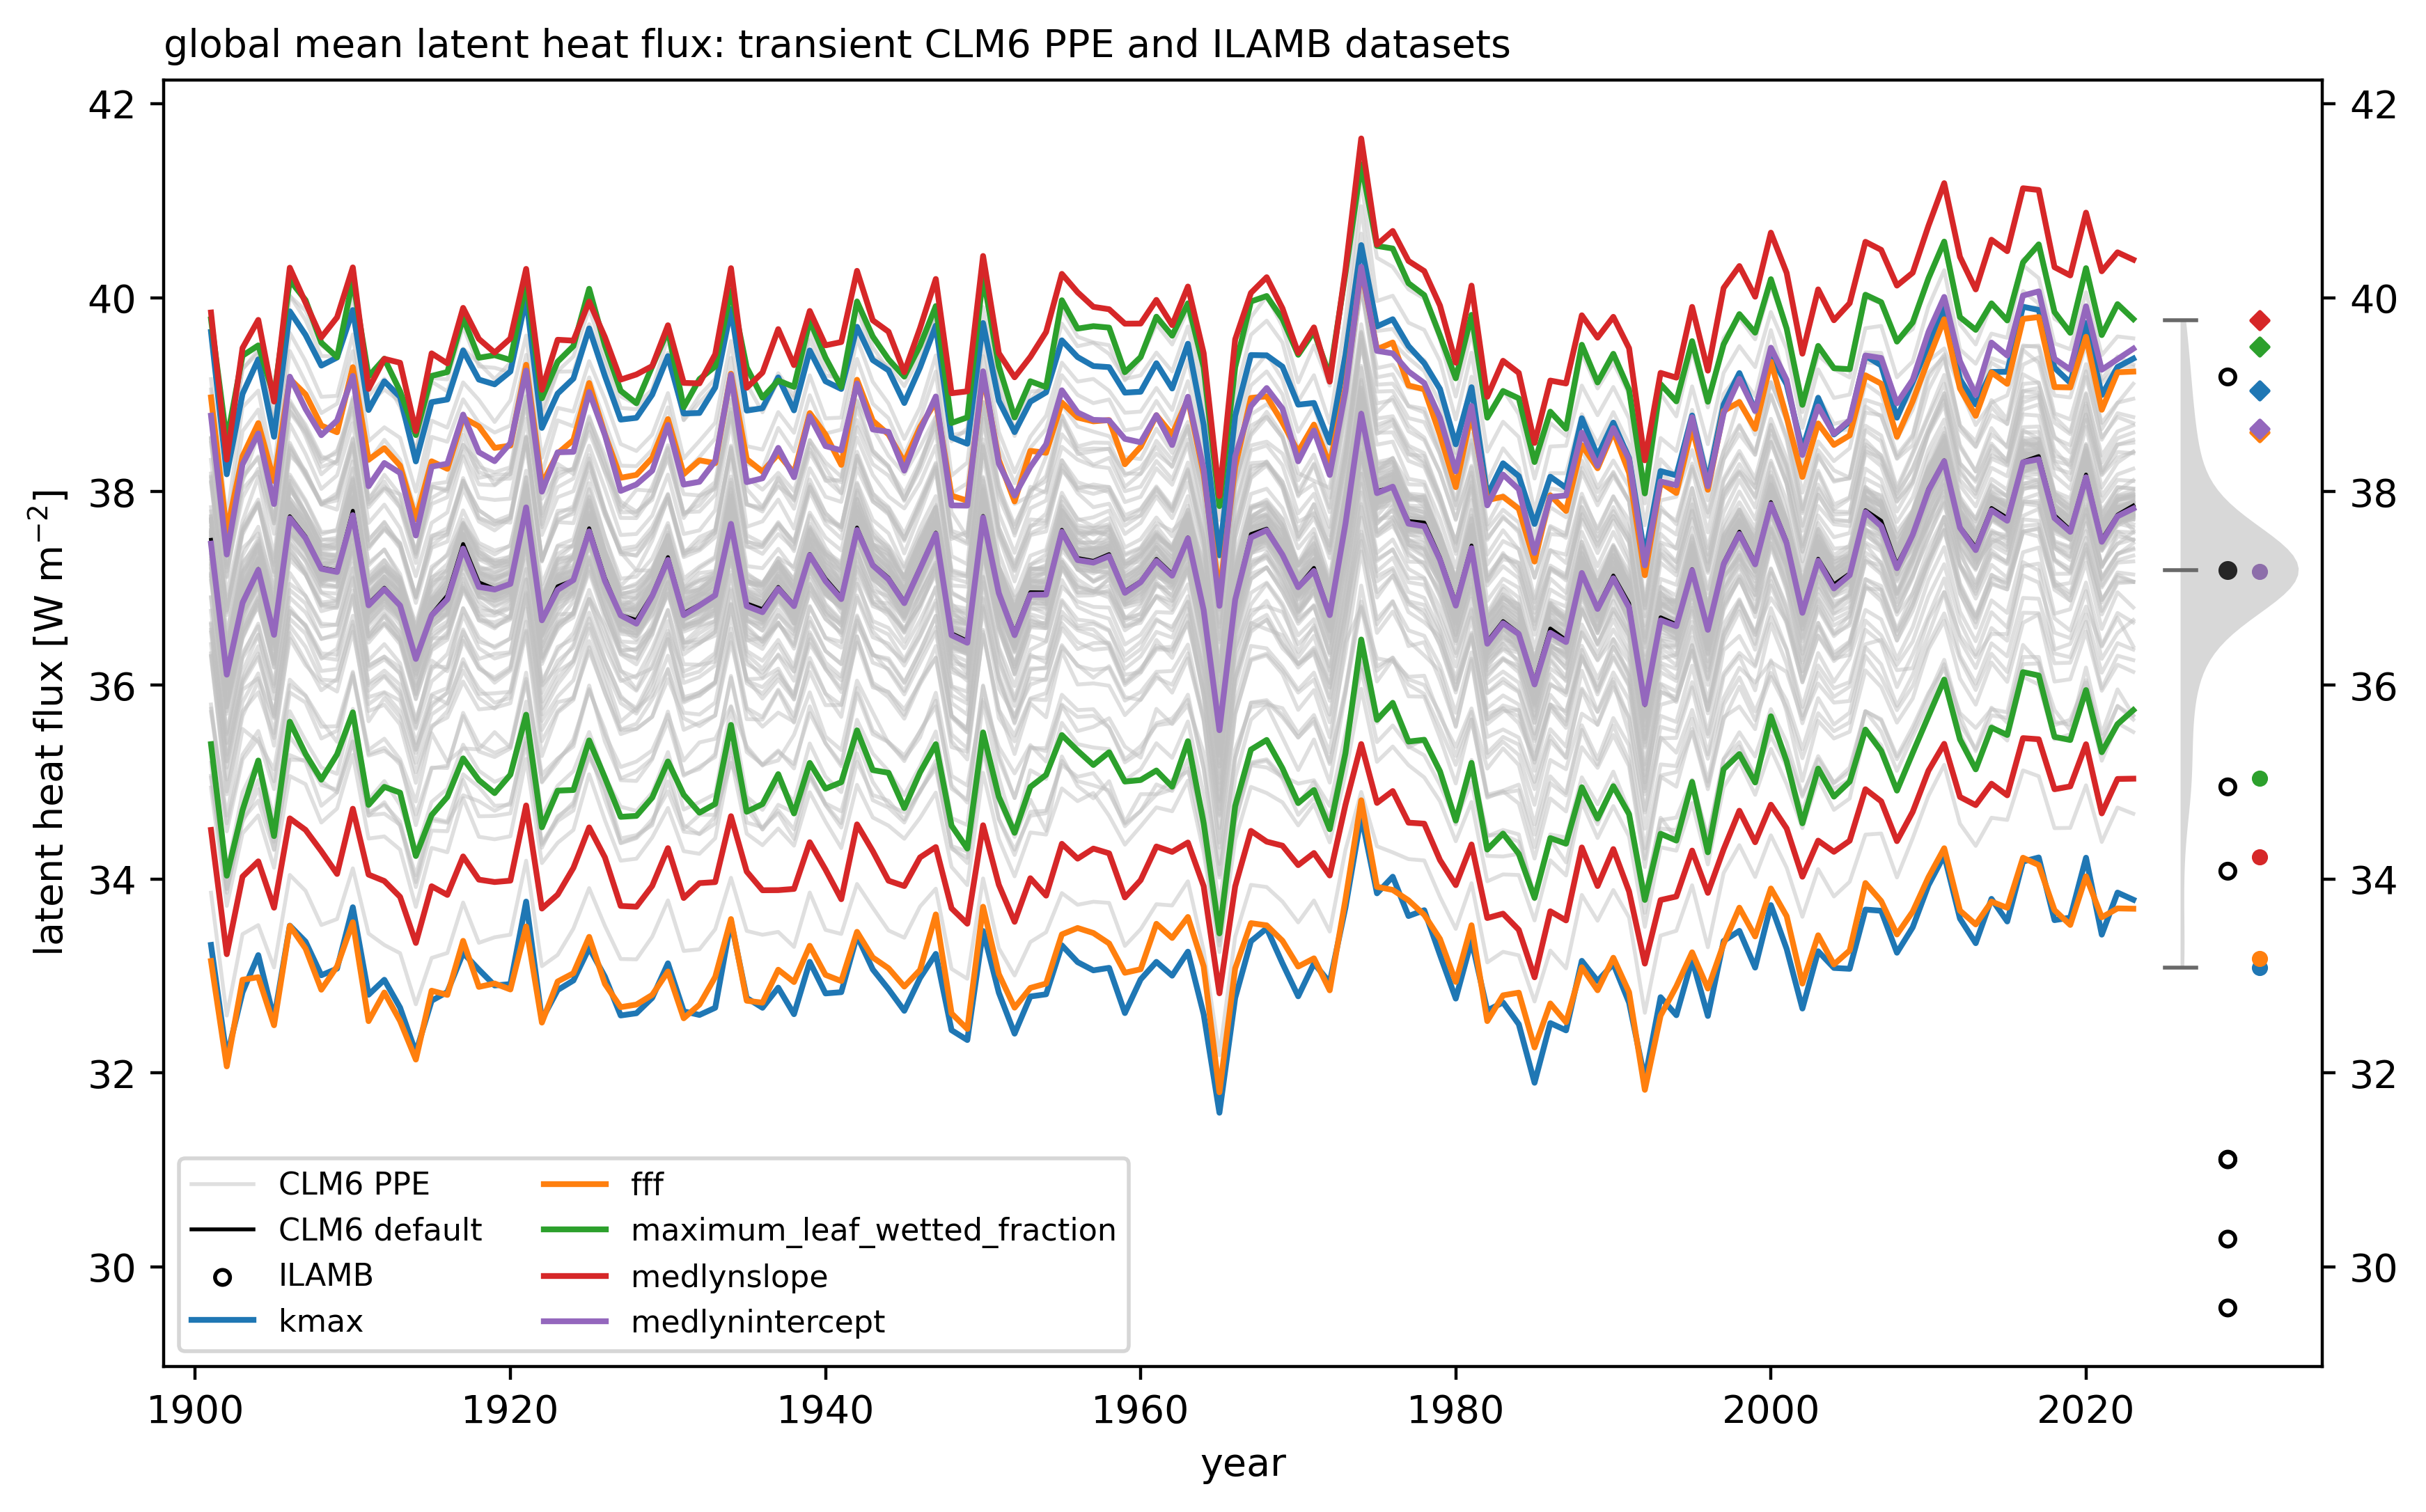 global mean latent heat flux: transient CLM6 PPE and ILAMB datasets
latent heat flux [W m⁻²]
42
40
38
36
34
32
30
42
40
38
36
34
32
30
CLM6 PPE
CLM6 default
ILAMB
kmax
fff
maximum_leaf_wetted_fraction
medlynslope
medlynintercept
1900 1920 1940 1960 1980 2000 2020
year